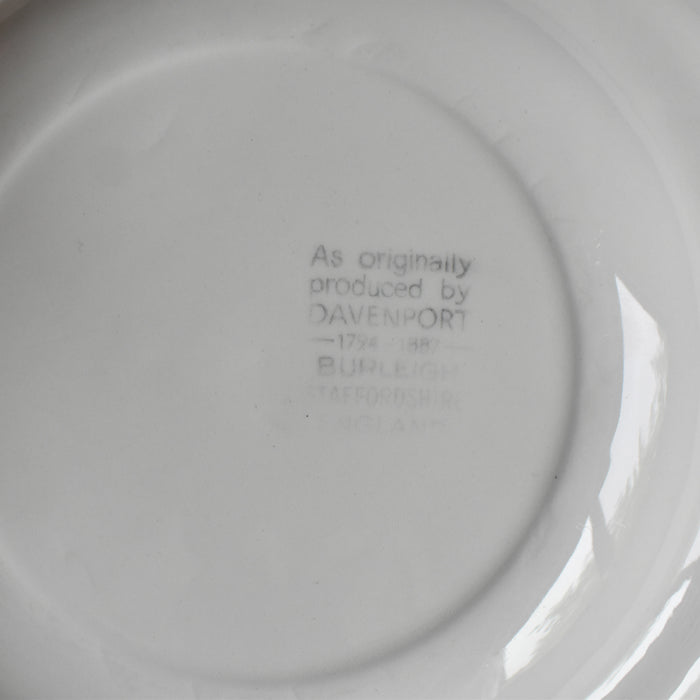 As originally
produced by
DAVENPORT
—1794-1887—
BURLEIGH
STAFFORDSHIRE
ENGLAND